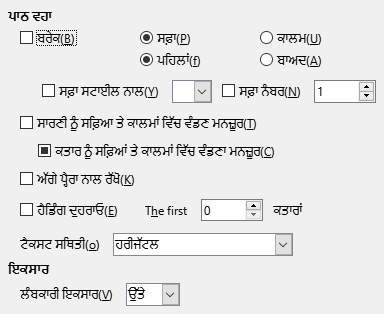 ਪਾਠ ਵਹਾ
ਬਰੇਕ(B) ਸਫ਼ਾ(P) ਕਾਲਮ(U)
ਪਹਿਲਾਂ(f) ਬਾਅਦ(A)
ਸਫ਼ਾ ਸਟਾਈਲ ਨਾਲ(Y) ਸਫ਼ਾ ਨੰਬਰ(N) 1
ਸਾਰਣੀ ਨੂੰ ਸਫ਼ਿਆ ਤੇ ਕਾਲਮਾਂ ਵਿੱਚ ਵੰਡਣ ਮਨਜ਼ੂਰ(T)
ਕਤਾਰ ਨੂੰ ਸਫ਼ਿਆਂ ਤੇ ਕਾਲਮਾਂ ਵਿੱਚ ਵੰਡਣਾ ਮਨਜ਼ੂਰ(C)
ਅੱਗੇ ਪ੍ਹੈਰਾ ਨਾਲ ਰੱਖੋ(K)
ਹੈਡਿੰਗ ਦੁਹਰਾਓ(E) The first 0 ਕਤਾਰਾਂ
ਟੈਕਸਟ ਸਥਿਤੀ(o) ਹਰੀਜੱਟਲ
ਇਕਸਾਰ
ਲੰਬਕਾਰੀ ਇਕਸਾਰ(V) ਉੱਤੇ